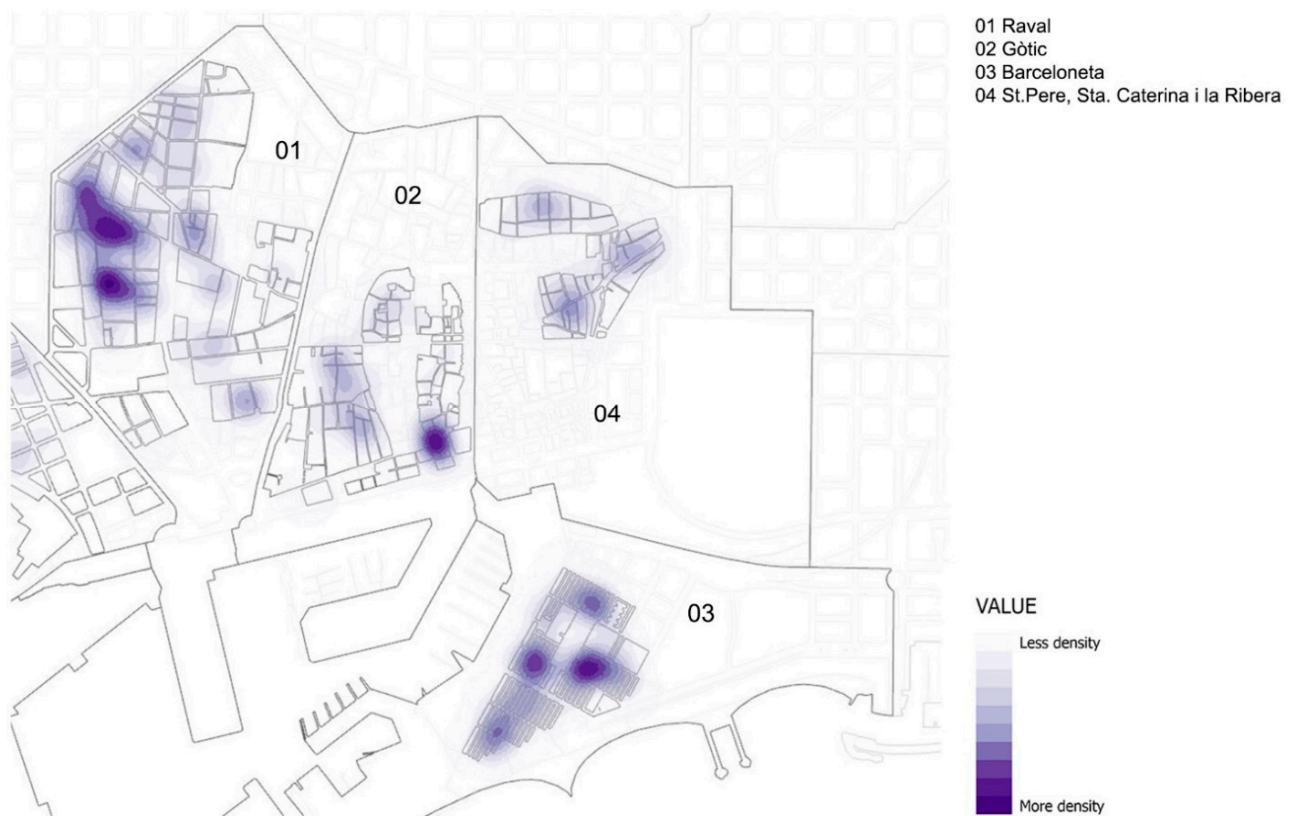 01 Raval
02 Gòtic
03 Barceloneta
04 St.Pere, Sta. Caterina i la Ribera
01
02
04
03
VALUE
Less density
More density